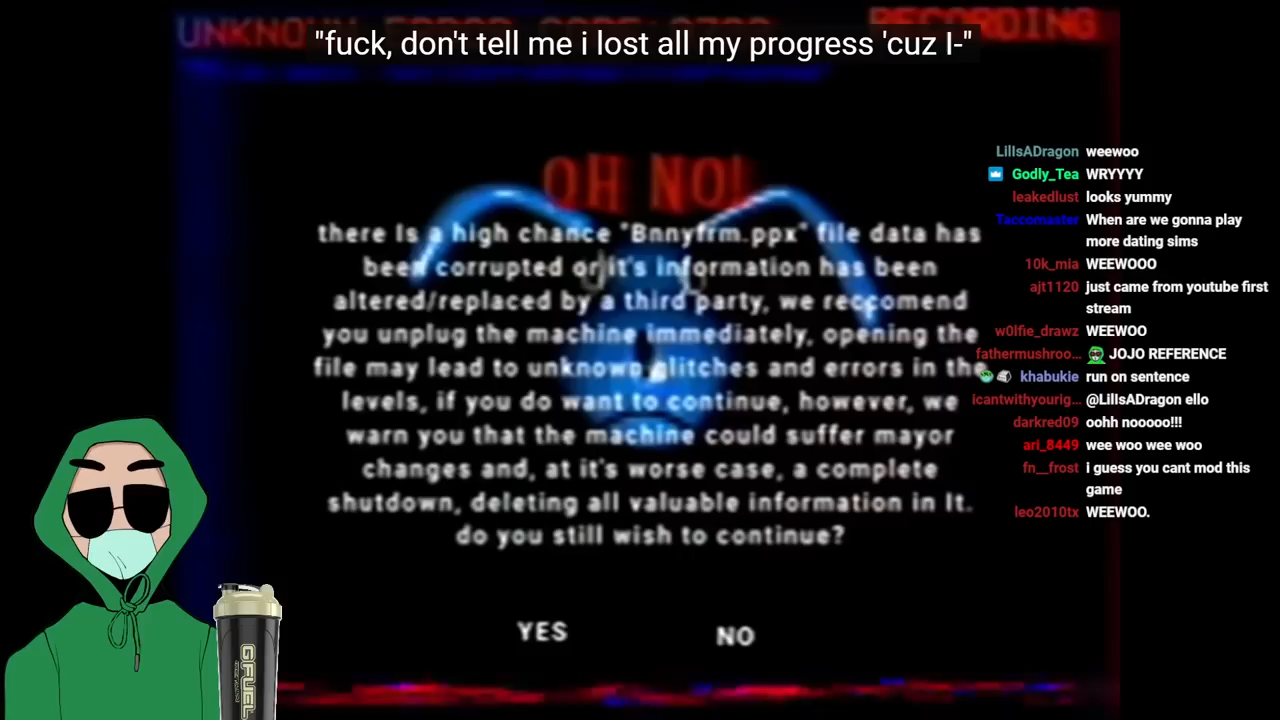 UNKNOWN ERROR CODE:
RECORDING
"fuck, don't tell me i lost all my progress 'cuz I-"
OH NO!
there Is a high chance "Bnnyfrm.ppx" file data has
been corrupted or it's information has been
altered/replaced by a third party, we reccomend
you unplug the machine immediately, opening the
file may lead to unknown glitches and errors in the
levels, if you do want to continue, however, we
warn you that the machine could suffer mayor
changes and, at it's worse case, a complete
shutdown, deleting all valuable information in It.
do you still wish to continue?
YES
NO
LilIsADragon weewoo
Godly_Tea WRYYYY
leakedlust looks yummy
Taccomaster When are we gonna play
more dating sims
10k_mia WEEWOOO
ajt1120 just came from youtube first
stream
w0lfie_drawz WEEWOO
fathermushroo... JOJO REFERENCE
khabukie run on sentence
icantwithyourig... @LilIsADragon ello
darkred09 oohh nooooo!!!
ari_8449 wee woo wee woo
fn__frost i guess you cant mod this
game
leo2010tx WEEWOO.
GFUEL